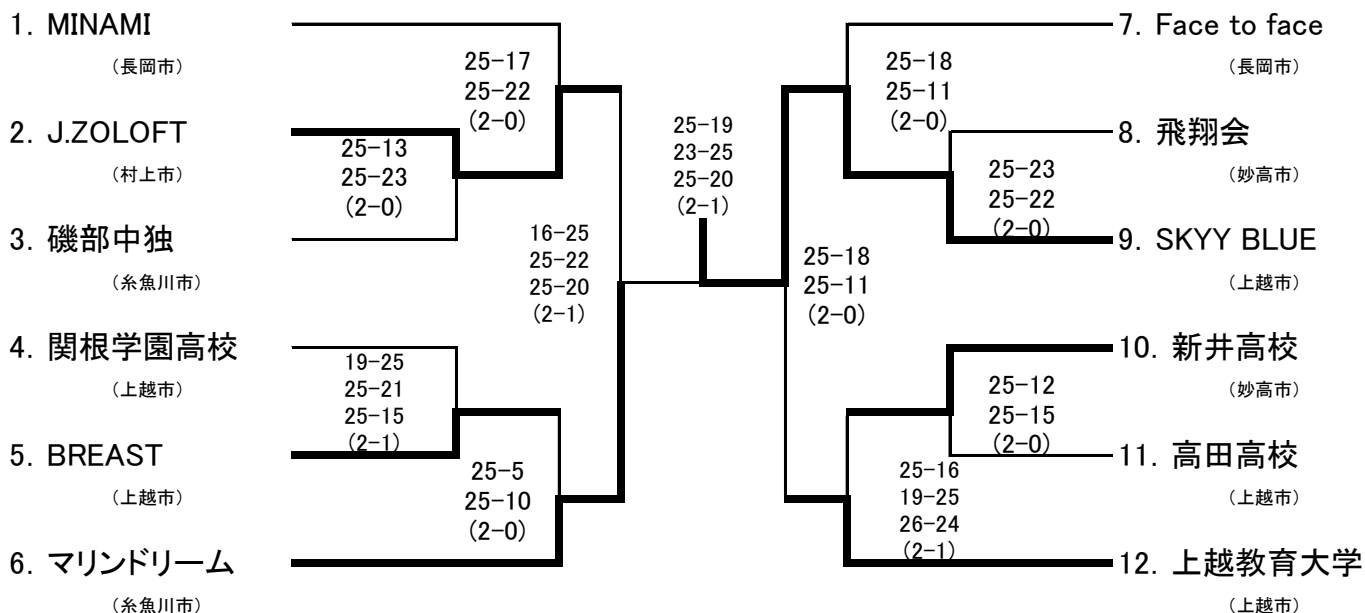 1. MINAMI
(長岡市)
2. J.ZOLOFT
(村上市)
3. 磯部中独
(糸魚川市)
4. 関根学園高校
(上越市)
5. BREAST
(上越市)
6. マリンドリーム
(糸魚川市)
25-13
25-23
(2-0)
19-25
25-21
25-15
(2-1)
25-17
25-22
(2-0)
25-5
25-10
(2-0)
16-25
25-22
25-20
(2-1)
25-19
23-25
25-20
(2-1)
25-18
25-11
(2-0)
25-18
25-11
(2-0)
25-16
19-25
26-24
(2-1)
25-23
25-22
(2-0)
25-12
25-15
(2-0)
7. Face to face
(長岡市)
8. 飛翔会
(妙高市)
9. SKYY BLUE
(上越市)
10. 新井高校
(妙高市)
11. 高田高校
(上越市)
12. 上越教育大学
(上越市)